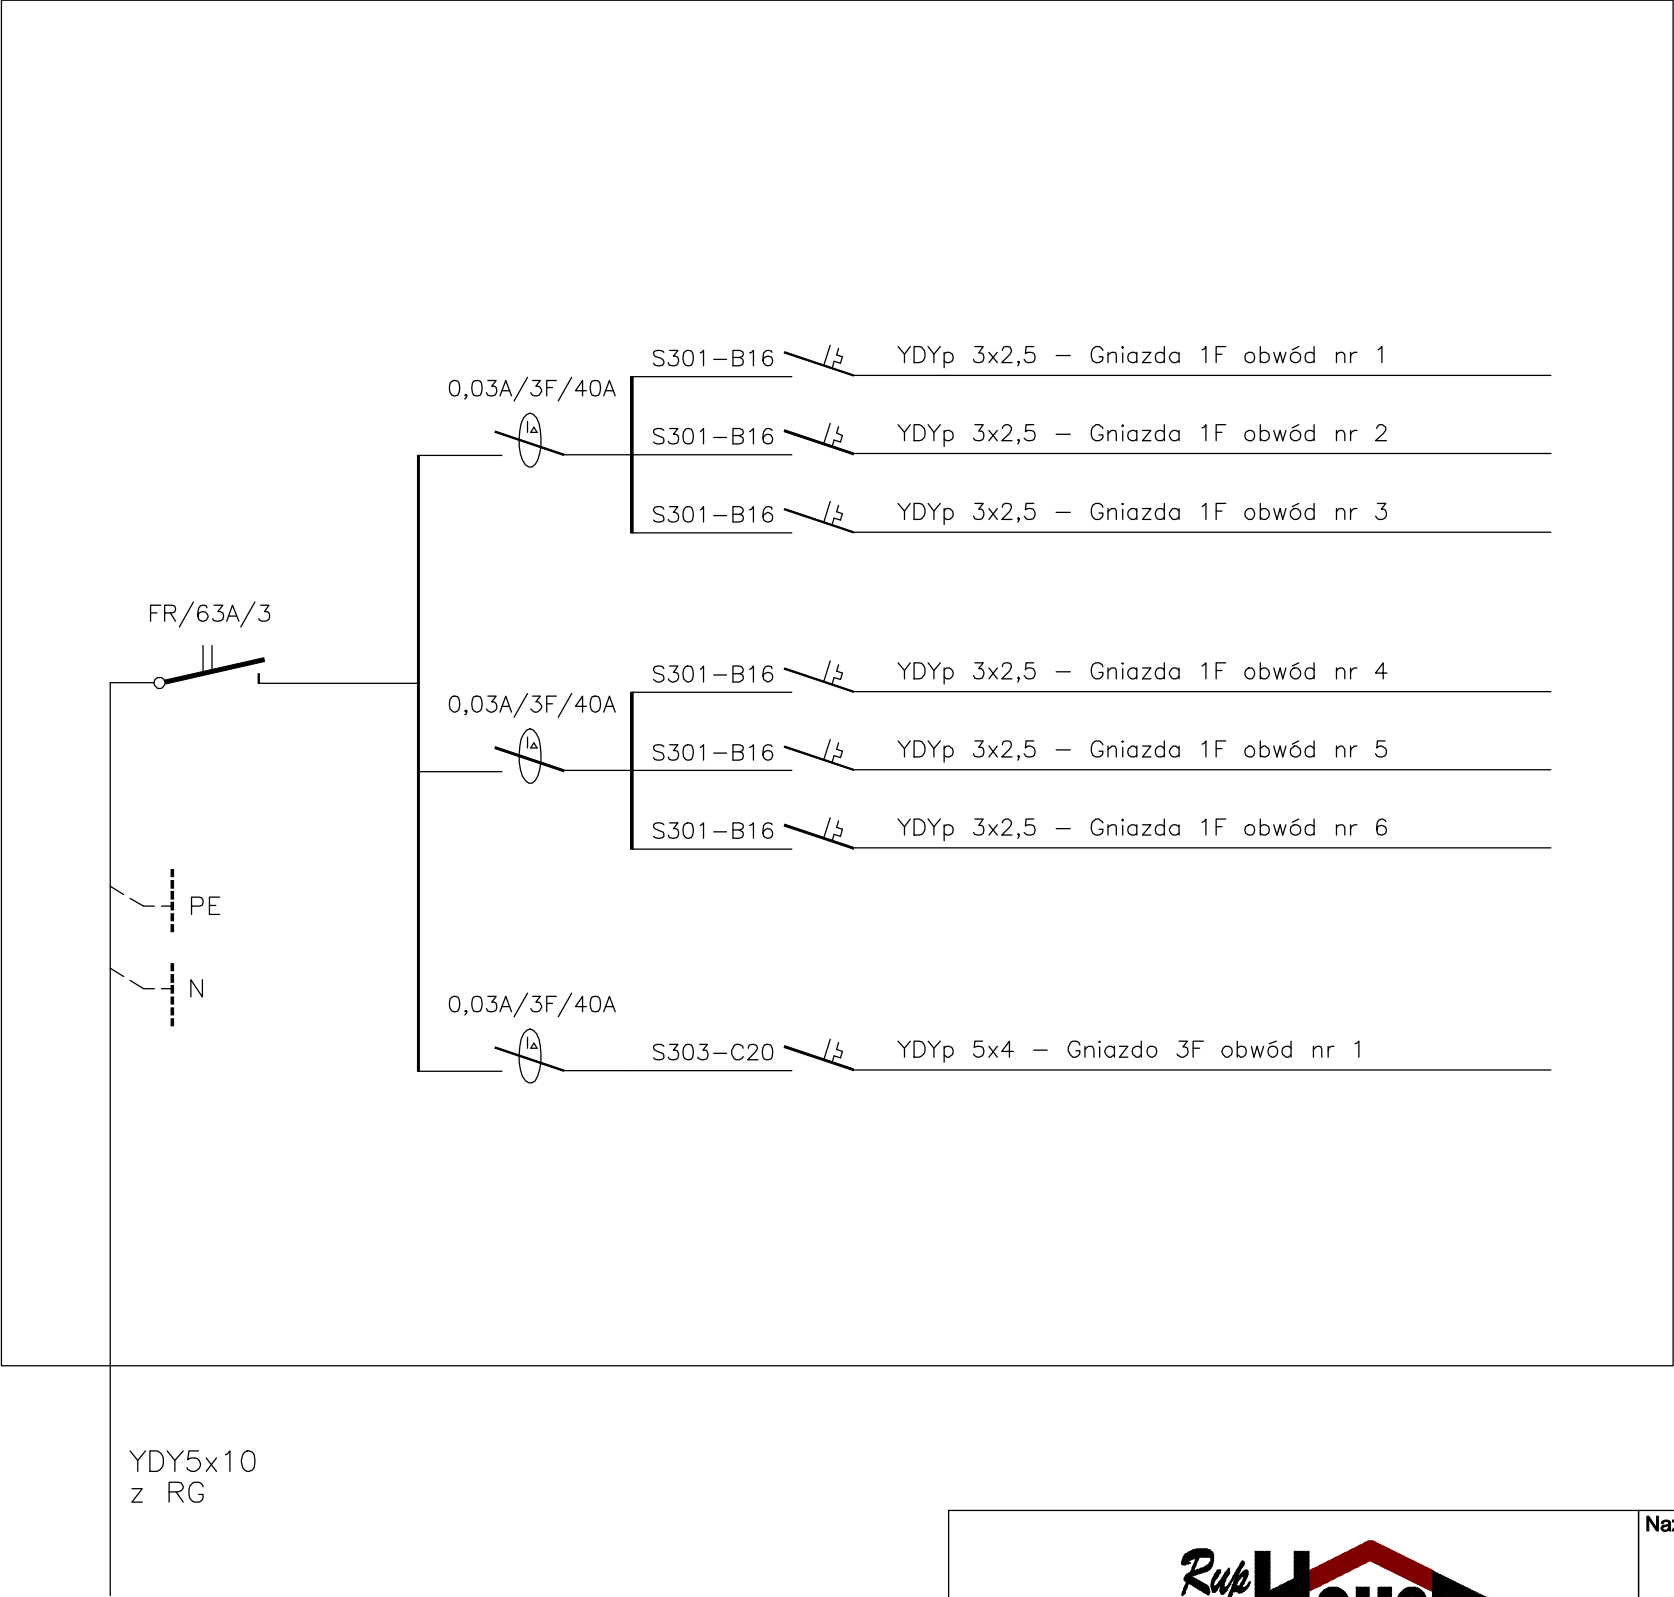 S301-B16 YDYp 3x2,5 – Gniazda 1F obwód nr 1
0,03A/3F/40A
I
S301-B16 YDYp 3x2,5 – Gniazda 1F obwód nr 2
S301-B16 YDYp 3x2,5 – Gniazda 1F obwód nr 3
FR/63A/3
S301-B16 YDYp 3x2,5 – Gniazda 1F obwód nr 4
0,03A/3F/40A
I
S301-B16 YDYp 3x2,5 – Gniazda 1F obwód nr 5
S301-B16 YDYp 3x2,5 – Gniazda 1F obwód nr 6
PE
N
0,03A/3F/40A
I
S303-C20 YDYp 5x4 – Gniazdo 3F obwód nr 1
YDY5x10
z RG
Rup